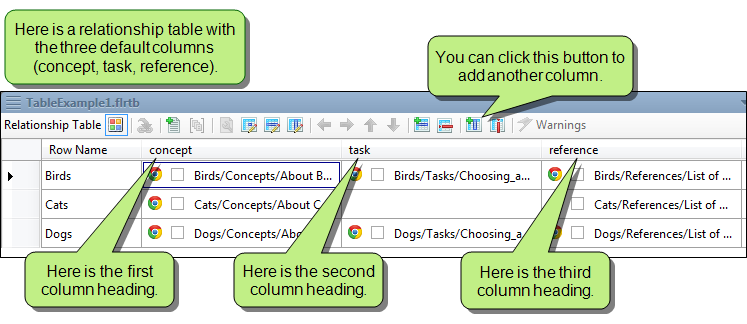 Here is a relationship table with
the three default columns
(concept, task, reference).
You can click this button to
add another column.
TableExample1.flrtb
Relationship Table
Warnings
Row Name concept task reference
Birds Birds/Concepts/About B... Birds/Tasks/Choosing_a... Birds/References/List of ...
Cats Cats/Concepts/About C Cats/References/List of ...
Dogs Dogs/Concepts/Abo Dogs/Tasks/Choosing_a... Dogs/References/List of ...
Here is the first
column heading.
Here is the second
column heading.
Here is the third
column heading.